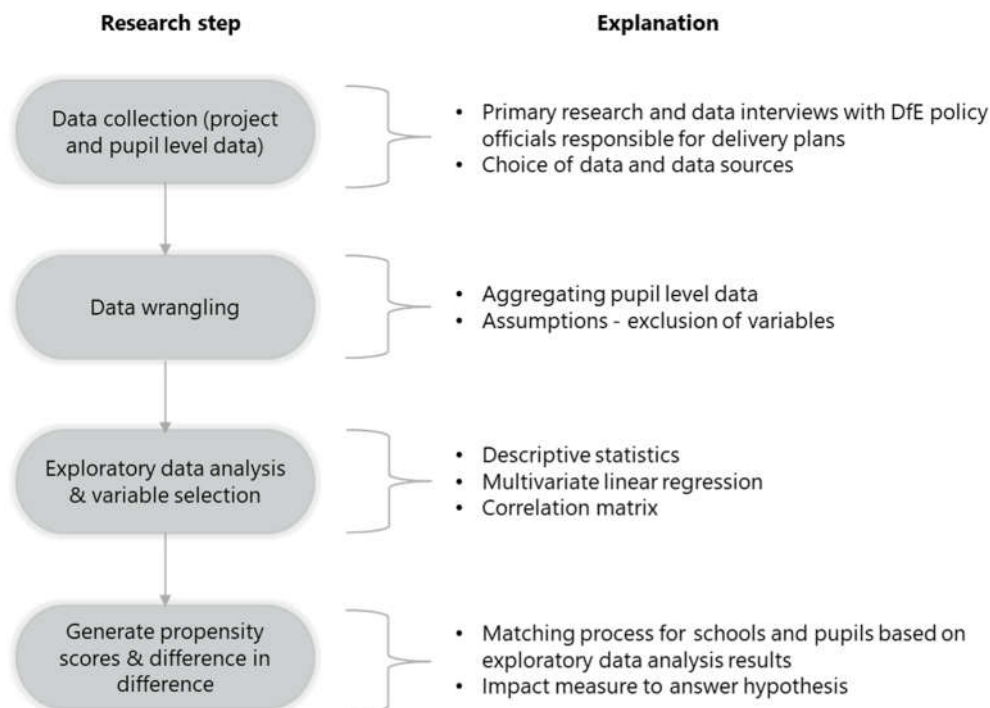 Research step
Explanation
Data collection (project
and pupil level data)
• Primary research and data interviews with DfE policy
officials responsible for delivery plans
• Choice of data and data sources
Data wrangling
• Aggregating pupil level data
• Assumptions - exclusion of variables
Exploratory data analysis
& variable selection
• Descriptive statistics
• Multivariate linear regression
• Correlation matrix
Generate propensity
scores & difference in
difference
• Matching process for schools and pupils based on
exploratory data analysis results
• Impact measure to answer hypothesis